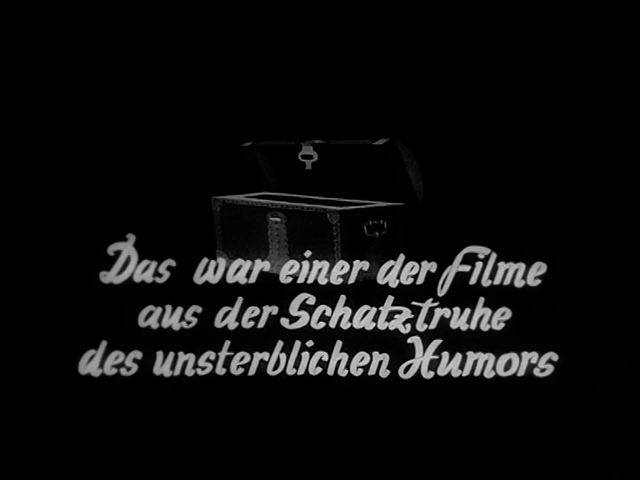 Das war einer der Filme
aus der Schatztruhe
des unsterblichen Humors